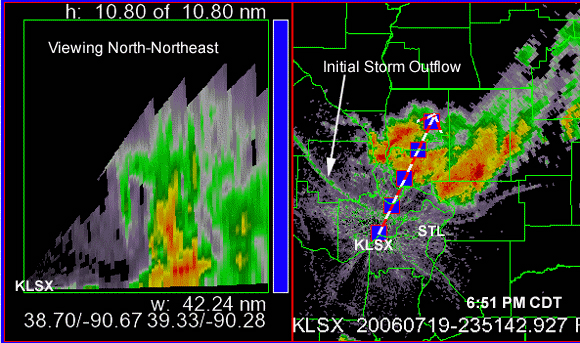 h: 10.80 of 10.80 nm
Viewing North-Northeast
KLSX
w: 42.24 nm
38.70/-90.67 39.33/-90.28
Initial Storm Outflow
KLSX
STL
6:51 PM CDT
KLSX 20060719-235142.927 R